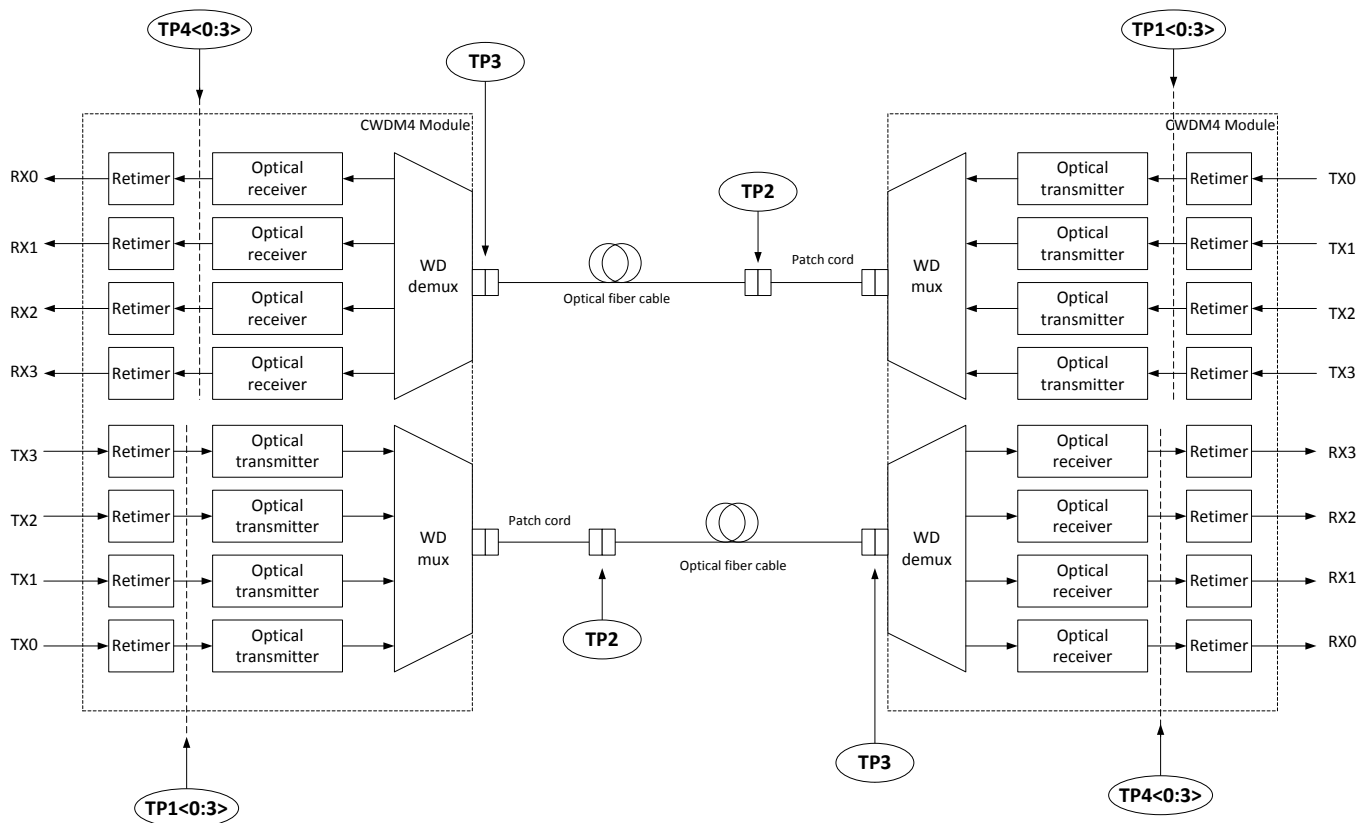 TP4<0:3>
TP1<0:3>
TP3
CWDM4 Module
CWDM4 Module
RX0
Retimer
Optical
receiver
Optical
transmitter
Retimer
TX0
TP2
RX1
Retimer
Optical
receiver
Optical
transmitter
Retimer
TX1
WD
demux
Patch cord
WD
mux
Optical fiber cable
RX2
Retimer
Optical
receiver
Optical
transmitter
Retimer
TX2
RX3
Retimer
Optical
receiver
Optical
transmitter
Retimer
TX3
TX3
Retimer
Optical
transmitter
Optical
receiver
Retimer
RX3
TX2
Retimer
Optical
transmitter
Optical
receiver
Retimer
RX2
Patch cord
WD
mux
WD
demux
Optical fiber cable
TX1
Retimer
Optical
transmitter
Optical
receiver
Retimer
RX1
TP2
TX0
Retimer
Optical
transmitter
Optical
receiver
Retimer
RX0
TP3
TP1<0:3>
TP4<0:3>